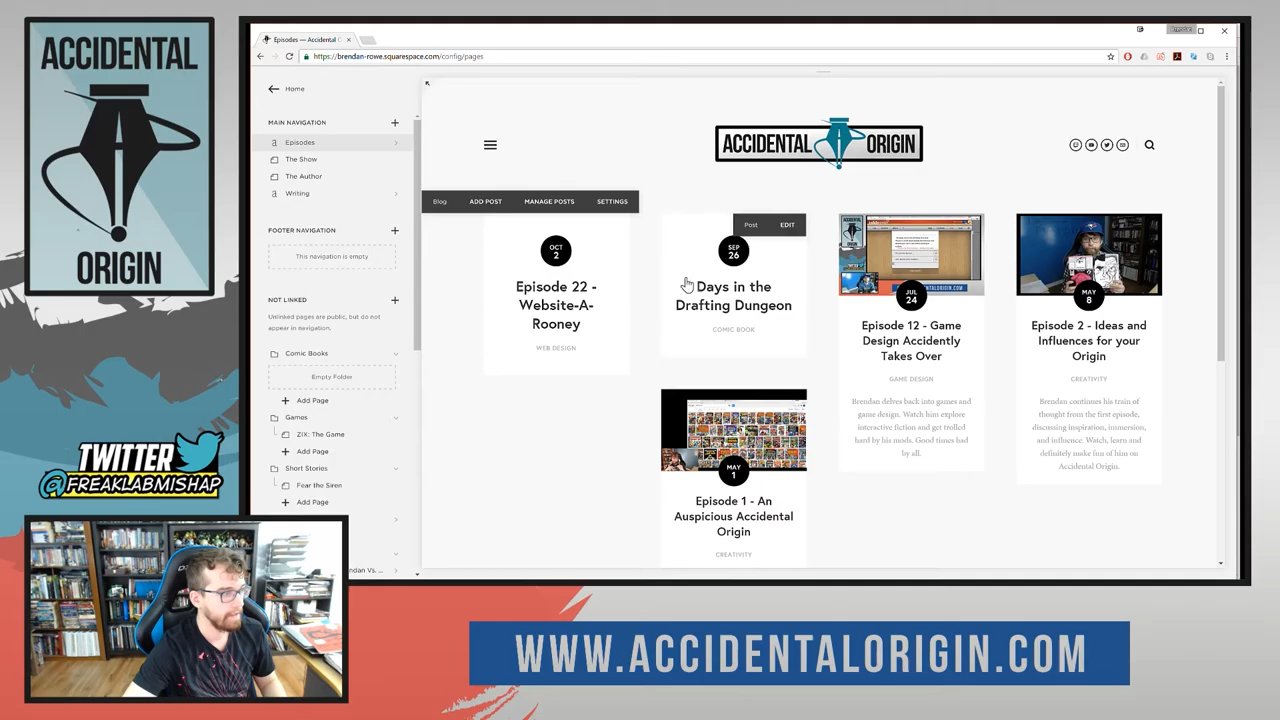 ACCIDENTAL
ORIGIN
Episodes — Accidental O
https://brendan-rowe.squarespace.com/config/pages
Home
MAIN NAVIGATION
Episodes
The Show
The Author
Writing
FOOTER NAVIGATION
This navigation is empty
NOT LINKED
Unlinked pages are public, but do
not appear in navigation.
Comic Books
Empty Folder
Add Page
Games
ZIX: The Game
Add Page
Short Stories
Fear the Siren
Add Page
ndan Vs. ...
ACCIDENTAL ORIGIN
Blog ADD POST MANAGE POSTS SETTINGS
Post EDIT
OCT
2
Episode 22 -
Website-A-
Rooney
WEB DESIGN
SEP
26
Days in the
Drafting Dungeon
COMIC BOOK
JUL
24
Episode 12 - Game
Design Accidently
Takes Over
GAME DESIGN
Brendan delves back into games and
game design. Watch him explore
interactive fiction and get trolled
hard by his mods. Good times had
by all.
MAY
8
Episode 2 - Ideas and
Influences for your
Origin
CREATIVITY
Brendan continues his train of
thought from the first episode,
discussing inspiration, immersion,
and influence. Watch, learn and
definitely make fun of him on
Accidental Origin.
MAY
1
Episode 1 - An
Auspicious Accidental
Origin
CREATIVITY
TWITTER
@FREAKLABMISHAP
WWW.ACCIDENTALORIGIN.COM